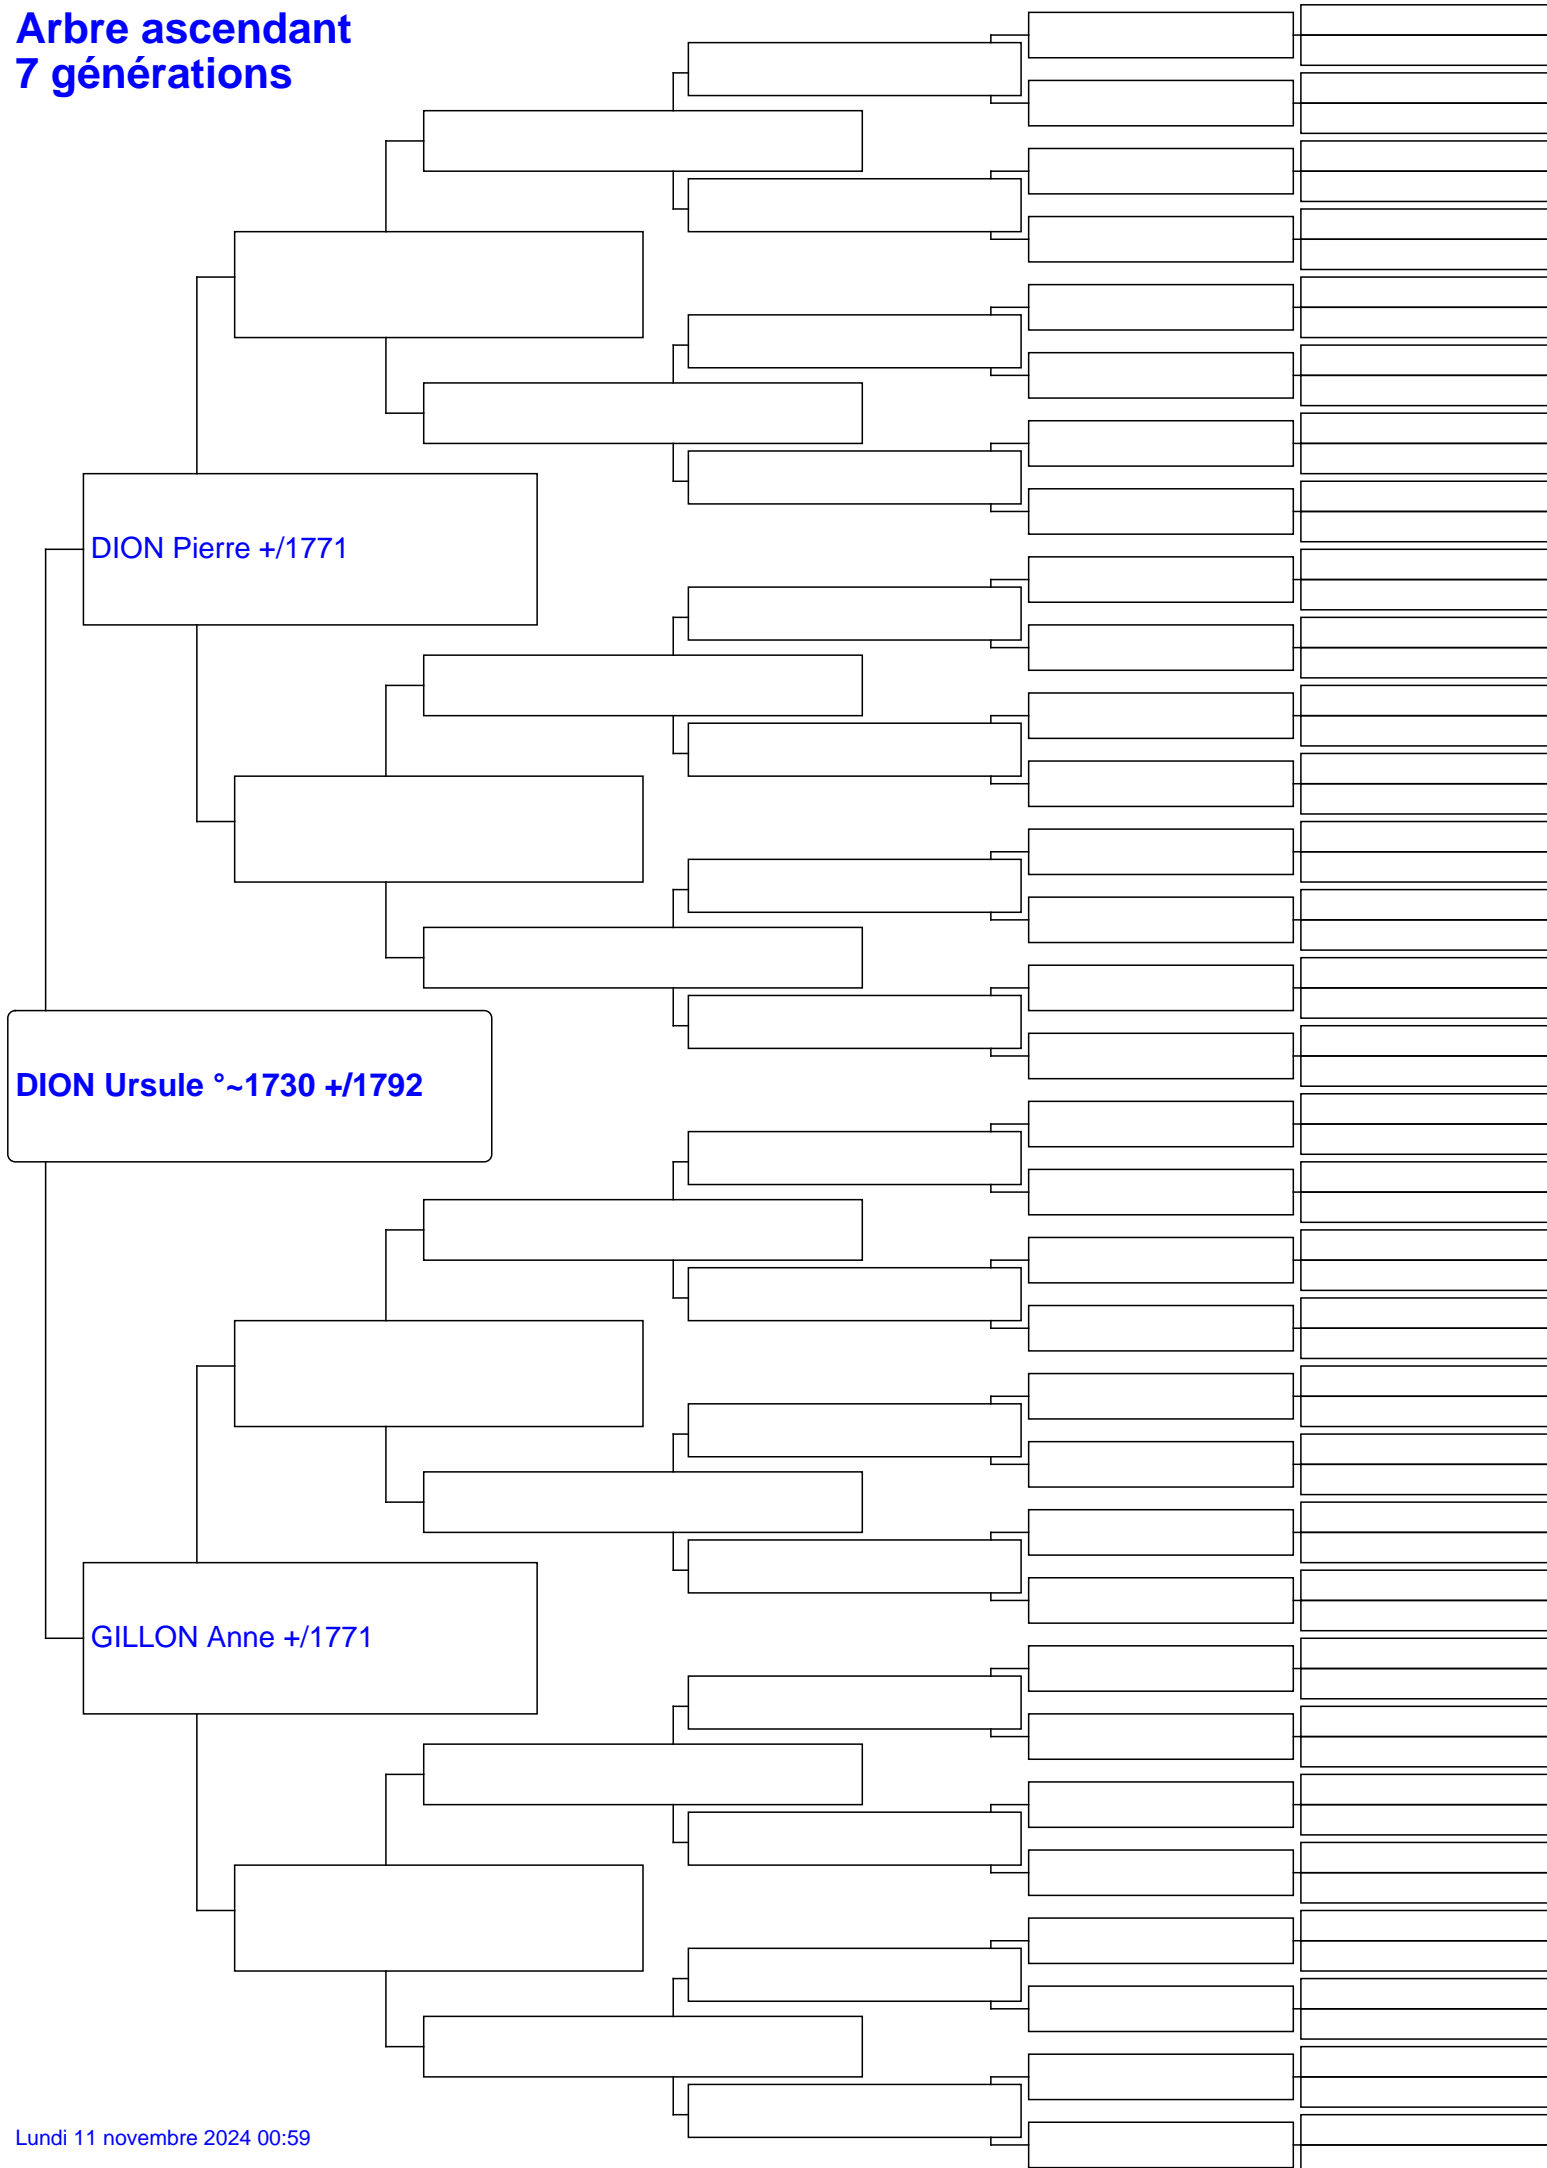 Arbre ascendant
7 générations
DION Pierre +/1771
DION Ursule °~1730 +/1792
GILLON Anne +/1771
Lundi 11 novembre 2024 00:59